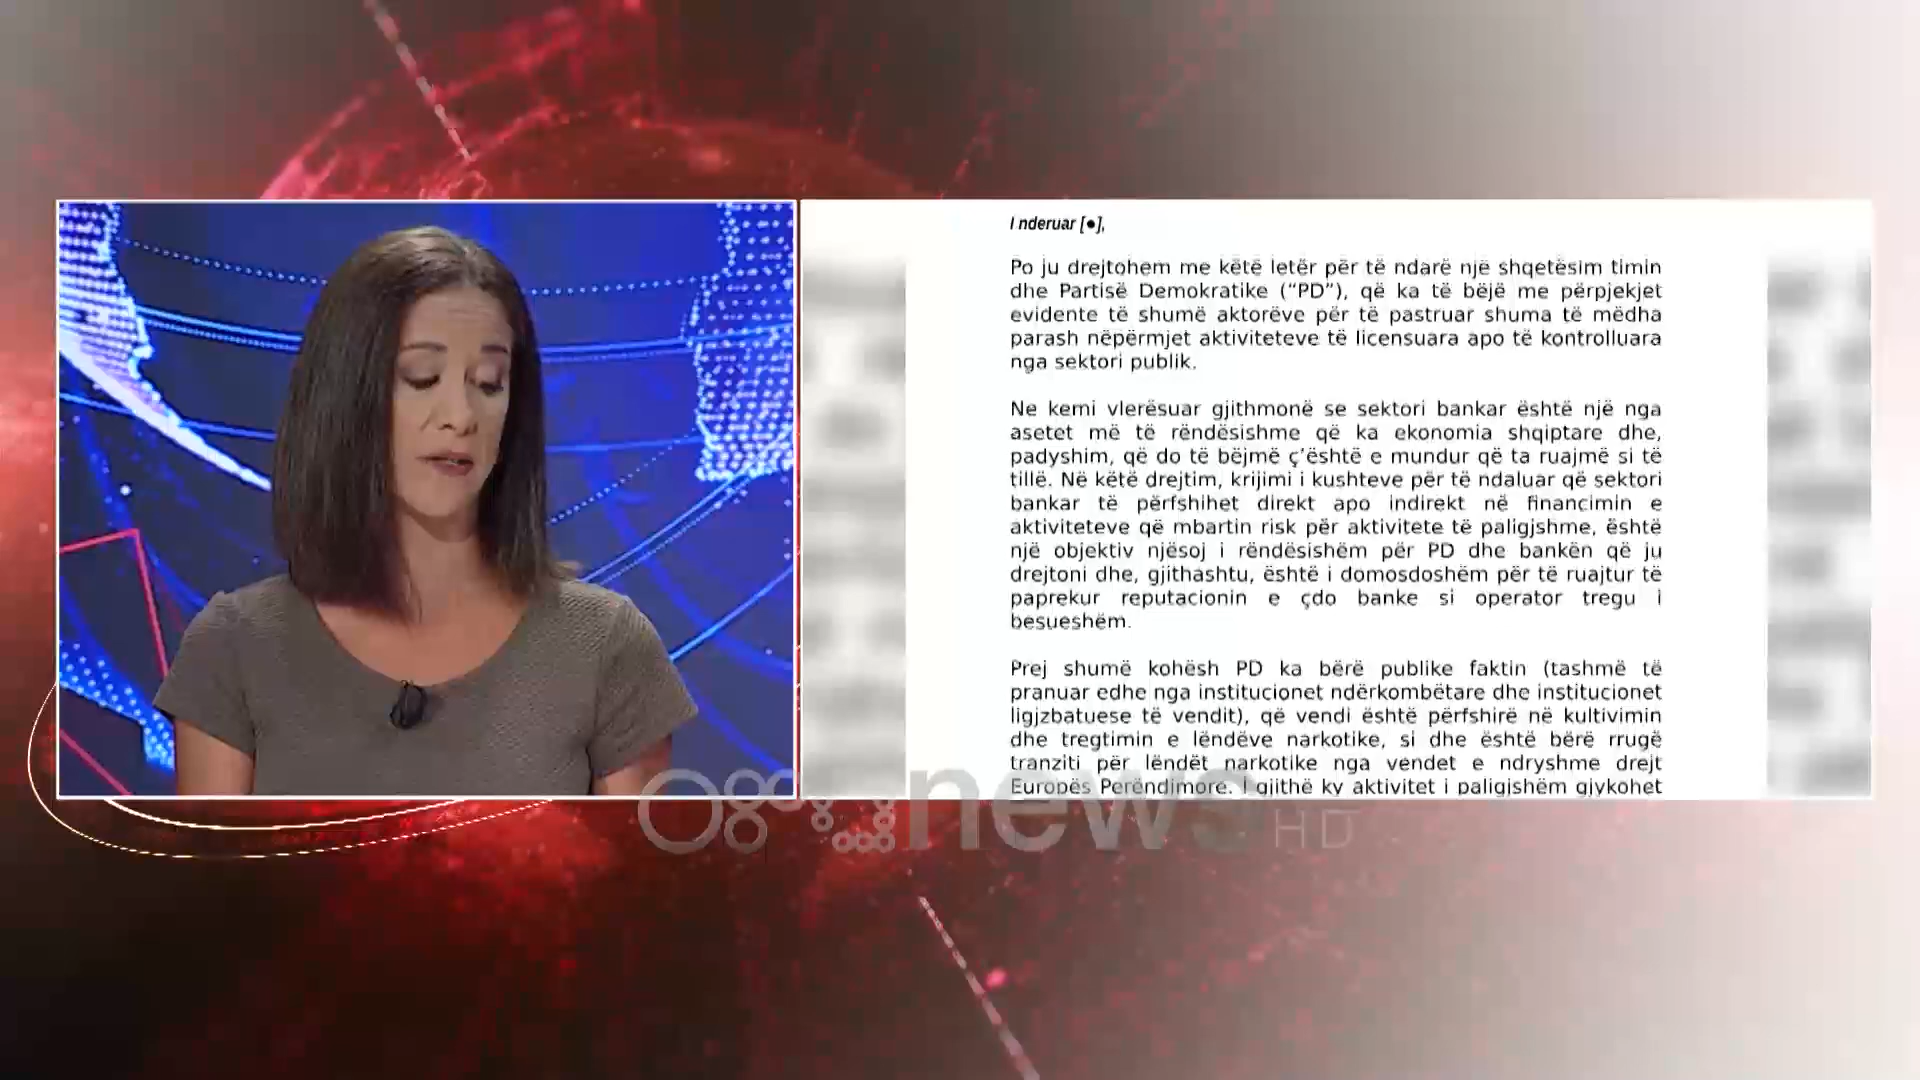 I nderuar [●],
Po ju drejtohem me këtë letër për të ndarë një shqetësim timin
dhe Partisë Demokratike (“PD”), që ka të bëjë me përpjekjet
evidente të shumë aktorëve për të pastruar shuma të mëdha
parash nëpërmjet aktiviteteve të licensuara apo të kontrolluara
nga sektori publik.
Ne kemi vlerësuar gjithmonë se sektori bankar është një nga
asetet më të rëndësishme që ka ekonomia shqiptare dhe,
padyshim, që do të bëjmë ç’është e mundur që ta ruajmë si të
tillë. Në këtë drejtim, krijimi i kushteve për të ndaluar që sektori
bankar të përfshihet direkt apo indirekt në financimin e
aktiviteteve që mbartin risk për aktivitete të paligjshme, është
një objektiv njësoj i rëndësishëm për PD dhe bankën që ju
drejtoni dhe, gjithashtu, është i domosdoshëm për të ruajtur të
paprekur reputacionin e çdo banke si operator tregu i
besueshëm.
Prej shumë kohësh PD ka bërë publike faktin (tashmë të
pranuar edhe nga institucionet ndërkombëtare dhe institucionet
ligjzbatuese të vendit), që vendi është përfshirë në kultivimin
dhe tregtimin e lëndëve narkotike, si dhe është bërë rrugë
tranziti për lëndët narkotike nga vendet e ndryshme drejt
Europës Perëndimore. I gjithë ky aktivitet i paligjshëm gjykohet
news HD